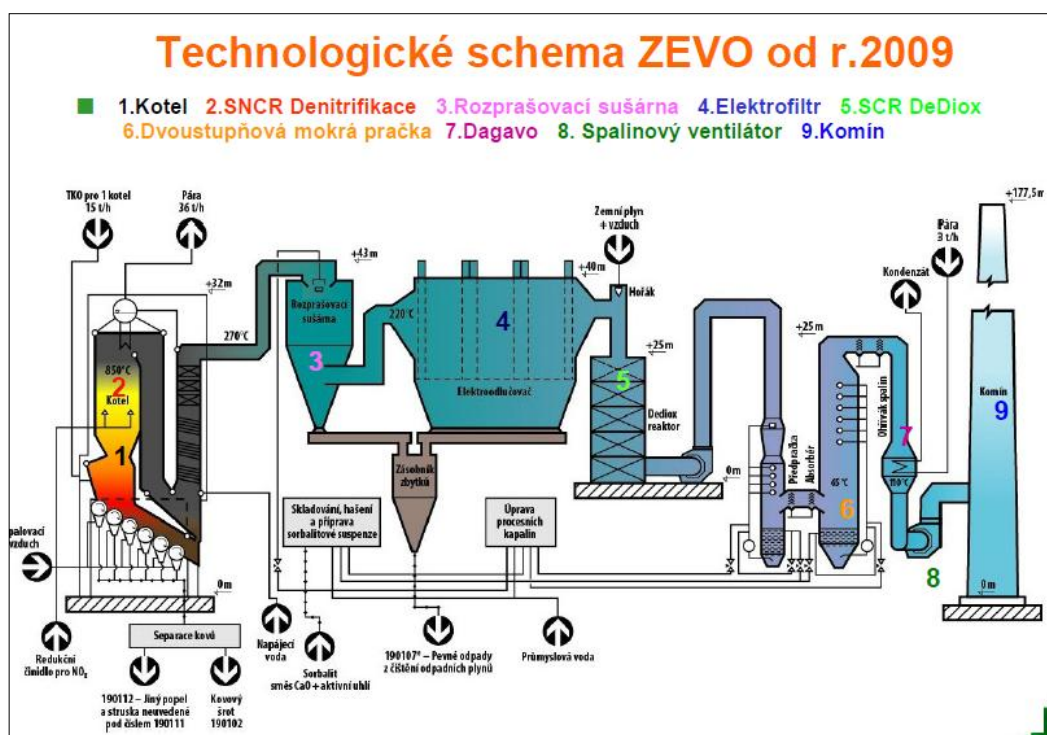 Technologické schema ZEVO od r.2009
1.Kotel 2.SNCR Denitrifikace 3.Rozprašovací sušárna 4.Elektrofiltr 5.SCR DeDiox
6.Dvoustupňová mokrá pračka 7.Dagavo 8. Spalinový ventilátor 9.Komín
TKO pro 1 kotel
15 t/h
Pára
36 t/h
+32m
270°C
850°C
2
Kotel
1
palovací
vzduch
0m
Redukční
činidlo pro NOx
Separace kovů
190112 – Jiný popel
a struska neuvedené
pod číslem 190111
Kovový
šrot
190102
Napájecí
voda
+43m
Rozprašovací
sušárna
3
220°C
+40m
4
Elektroodlučovač
Zásobník
zbytků
Skladování, hašení
a příprava
sorbalitové suspenze
Úprava
procesních
kapalin
Sorbalit
směs CaO + aktivní uhlí
190107* – Pevné odpady
z čištění odpadních plynů
Průmyslová voda
Zemní plyn
+ vzduch
Hořák
+25m
5
Dediox
reaktor
0m
Předpračka
Absorbér
+25m
65 °C
6
Ohřívák spalin
Kondenzát
Pára
3 t/h
7
110°C
8
+177,5m
Komín
9
0m